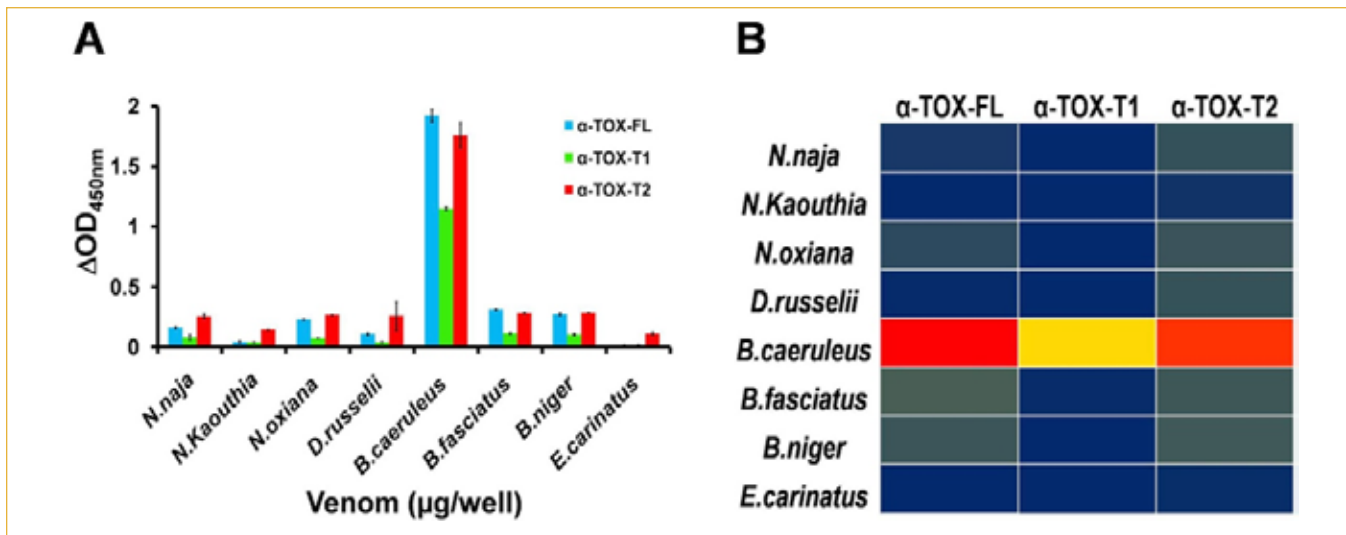 A
ΔOD450nm
2
1.5
1
0.5
0
α-TOX-FL
α-TOX-T1
α-TOX-T2
N.naja
N.Kaouthia
N.oxiana
D.russelii
B.caeruleus
B.fasciatus
B.niger
E.carinatus
Venom (µg/well)
B
α-TOX-FL α-TOX-T1 α-TOX-T2
N.naja
N.Kaouthia
N.oxiana
D.russelii
B.caeruleus
B.fasciatus
B.niger
E.carinatus